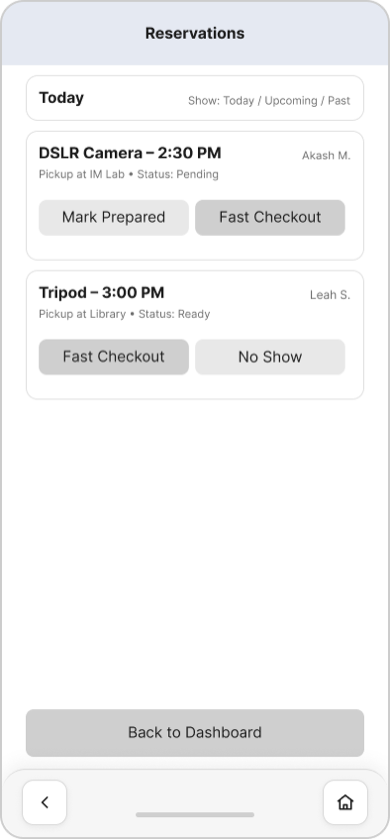 Reservations
Today
Show: Today / Upcoming / Past
DSLR Camera – 2:30 PM
Akash M.
Pickup at IM Lab • Status: Pending
Mark Prepared
Fast Checkout
Tripod – 3:00 PM
Leah S.
Pickup at Library • Status: Ready
Fast Checkout
No Show
Back to Dashboard